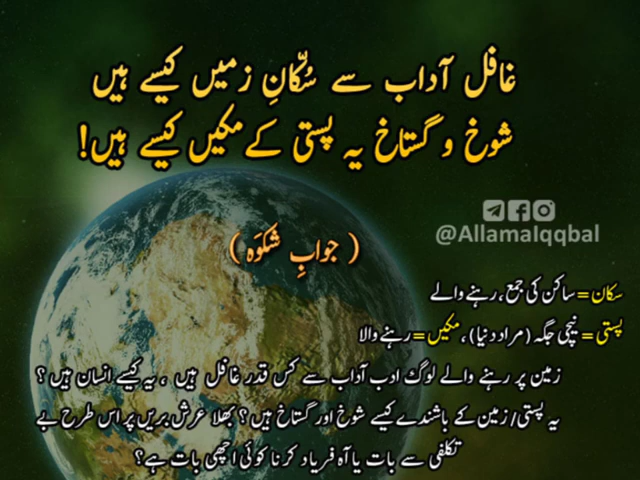 غافل آداب سے سُکّانِ زمیں کیسے ہیں
شوخ و گستاخ یہ پستی کے مکیں کیسے ہیں!
@AllamaIqqbal
(جوابِ شکوَہ)
سکان = ساکن کی جمع، رہنے والے
پستی = نیچی جگہ (مراد دنیا)، مکیں = رہنے والا
زمین پر رہنے والے لوگ ادب آداب سے کس قدر غافل ہیں، یہ کیسے انسان ہیں؟
یہ پستی/زمین کے باشندے کیسے شوخ اور گستاخ ہیں؟ بھلا عرش بریں پر اس طرح بے
تکلفی سے بات یا آہ فریاد کرنا کوئی اچھی بات ہے؟